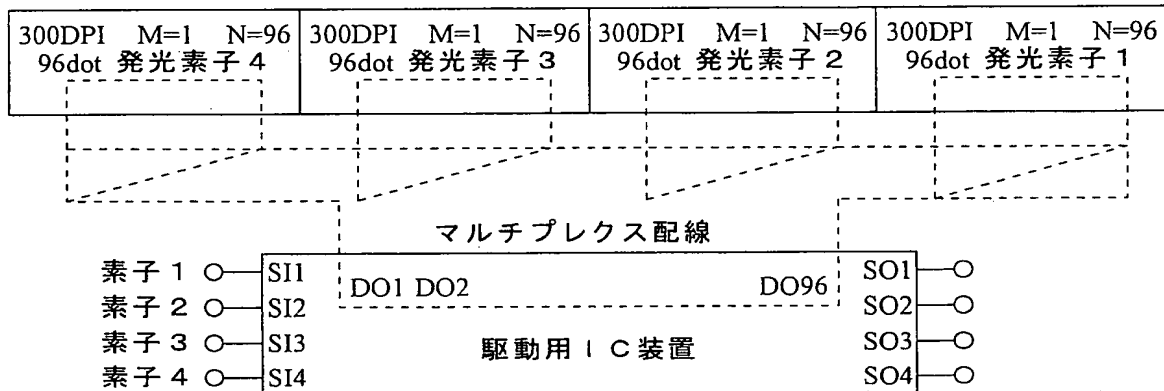 300DPI M=1 N=96 300DPI M=1 N=96 300DPI M=1 N=96 300DPI M=1 N=96
96dot 発光素子4 96dot 発光素子3 96dot 発光素子2 96dot 発光素子1
マルチプレクス配線
素子1 SI1 DO1 DO2 DO96 SO1
素子2 SI2 SO2
素子3 SI3 駆動用IC装置 SO3
素子4 SI4 SO4